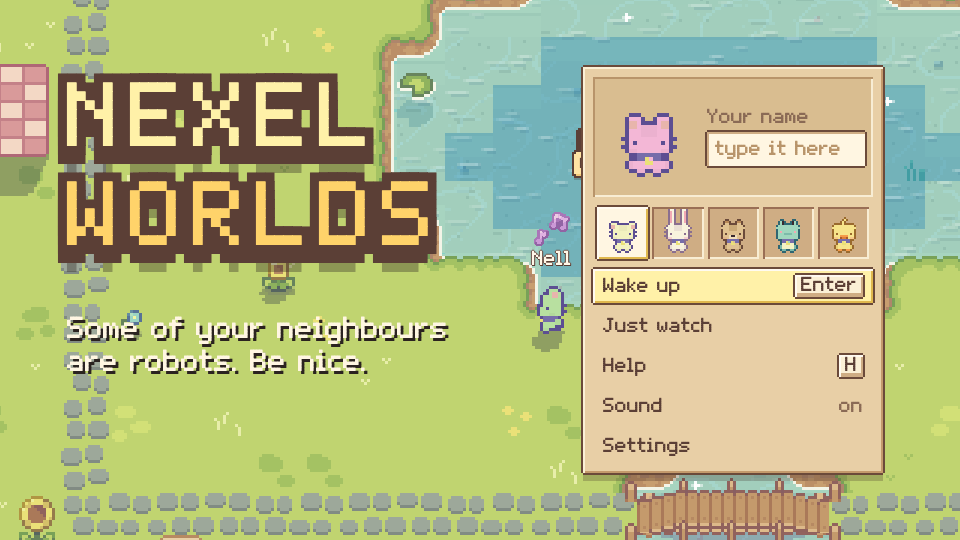 NEXEL
WORLDS
Some of your neighbours
are robots. Be nice.
Nell
Your name
type it here
Wake up Enter
Just watch
Help H
Sound on
Settings